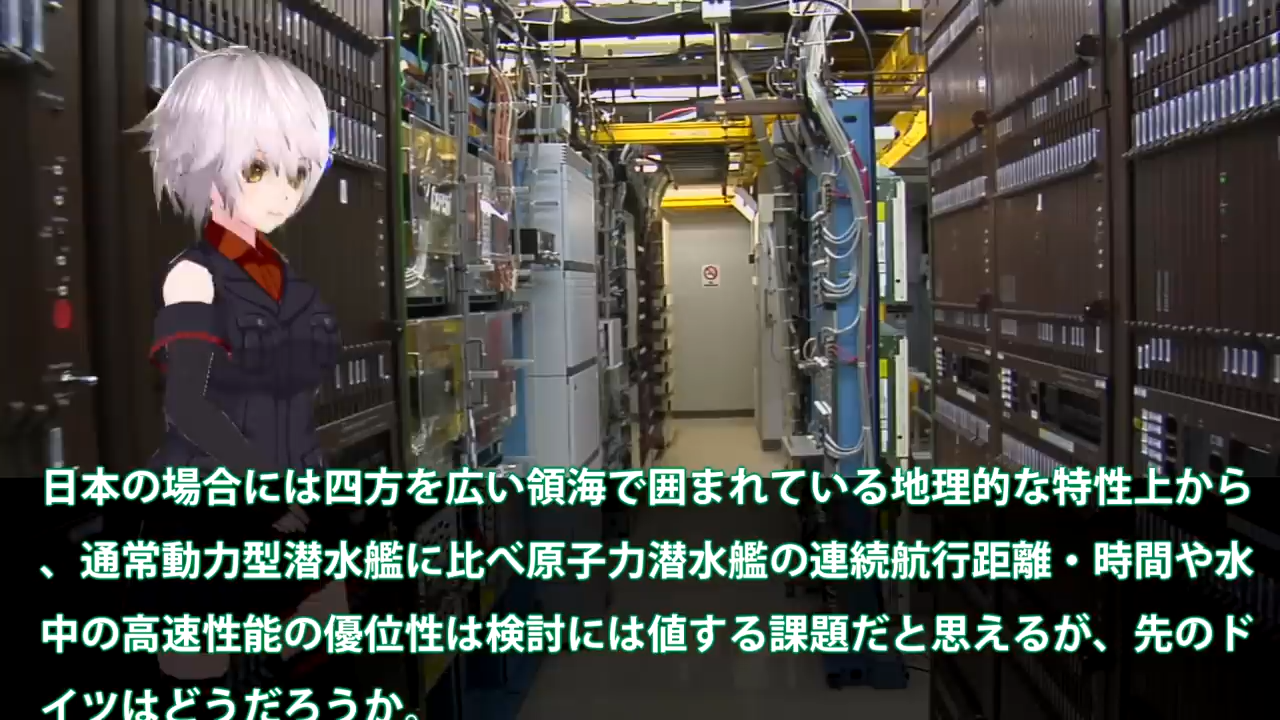 日本の場合には四方を広い領海で囲まれている地理的な特性上から
、通常動力型潜水艦に比べ原子力潜水艦の連続航行距離・時間や水
中の高速性能の優位性は検討には値する課題だと思えるが、先のド
イツはどうだろうか。